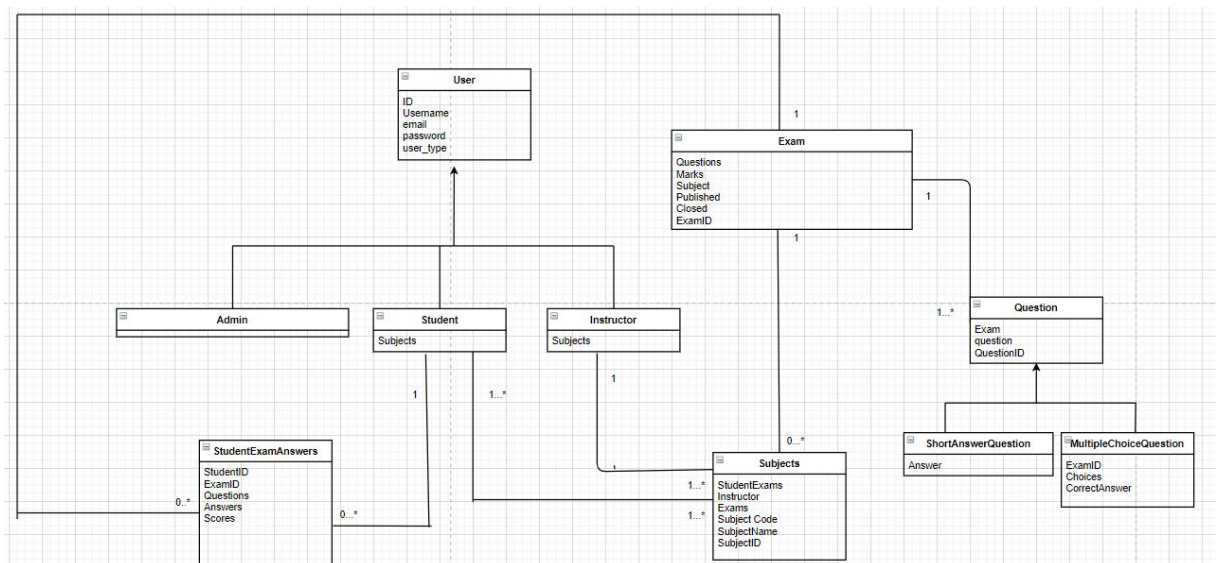 User
ID
Username
email
password
user_type
1
Exam
Questions
Marks
Subject
Published
Closed
ExamID
1
1
1...*
Question
Exam
question
QuestionID
Admin
Student
Subjects
Instructor
Subjects
1
1...*
1
ShortAnswerQuestion
Answer
MultipleChoiceQuestion
ExamID
Choices
CorrectAnswer
StudentExamAnswers
StudentID
ExamID
Questions
Answers
Scores
0..*
0...*
0...*
1...*
1...*
Subjects
StudentExams
Instructor
Exams
Subject Code
SubjectName
SubjectID